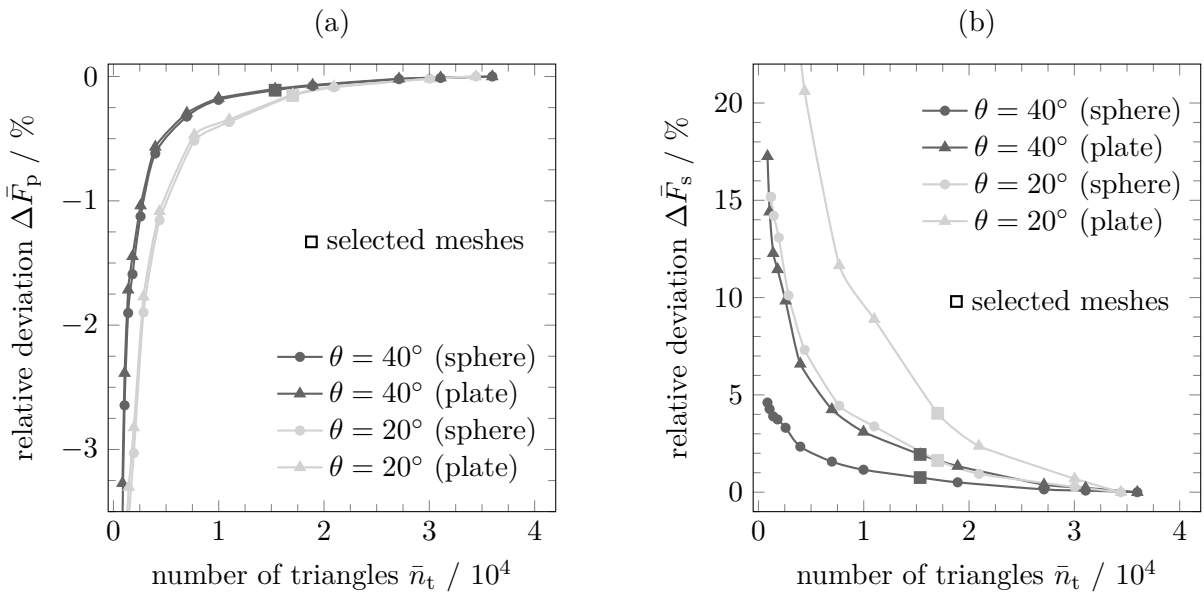 (a)
0
−1
−2
−3
0
1
2
3
4
relative deviation ΔF̄p / %
number of triangles n̄t / 10⁴
selected meshes
θ = 40° (sphere)
θ = 40° (plate)
θ = 20° (sphere)
θ = 20° (plate)
(b)
20
15
10
5
0
0
1
2
3
4
relative deviation ΔF̄s / %
number of triangles n̄t / 10⁴
θ = 40° (sphere)
θ = 40° (plate)
θ = 20° (sphere)
θ = 20° (plate)
selected meshes